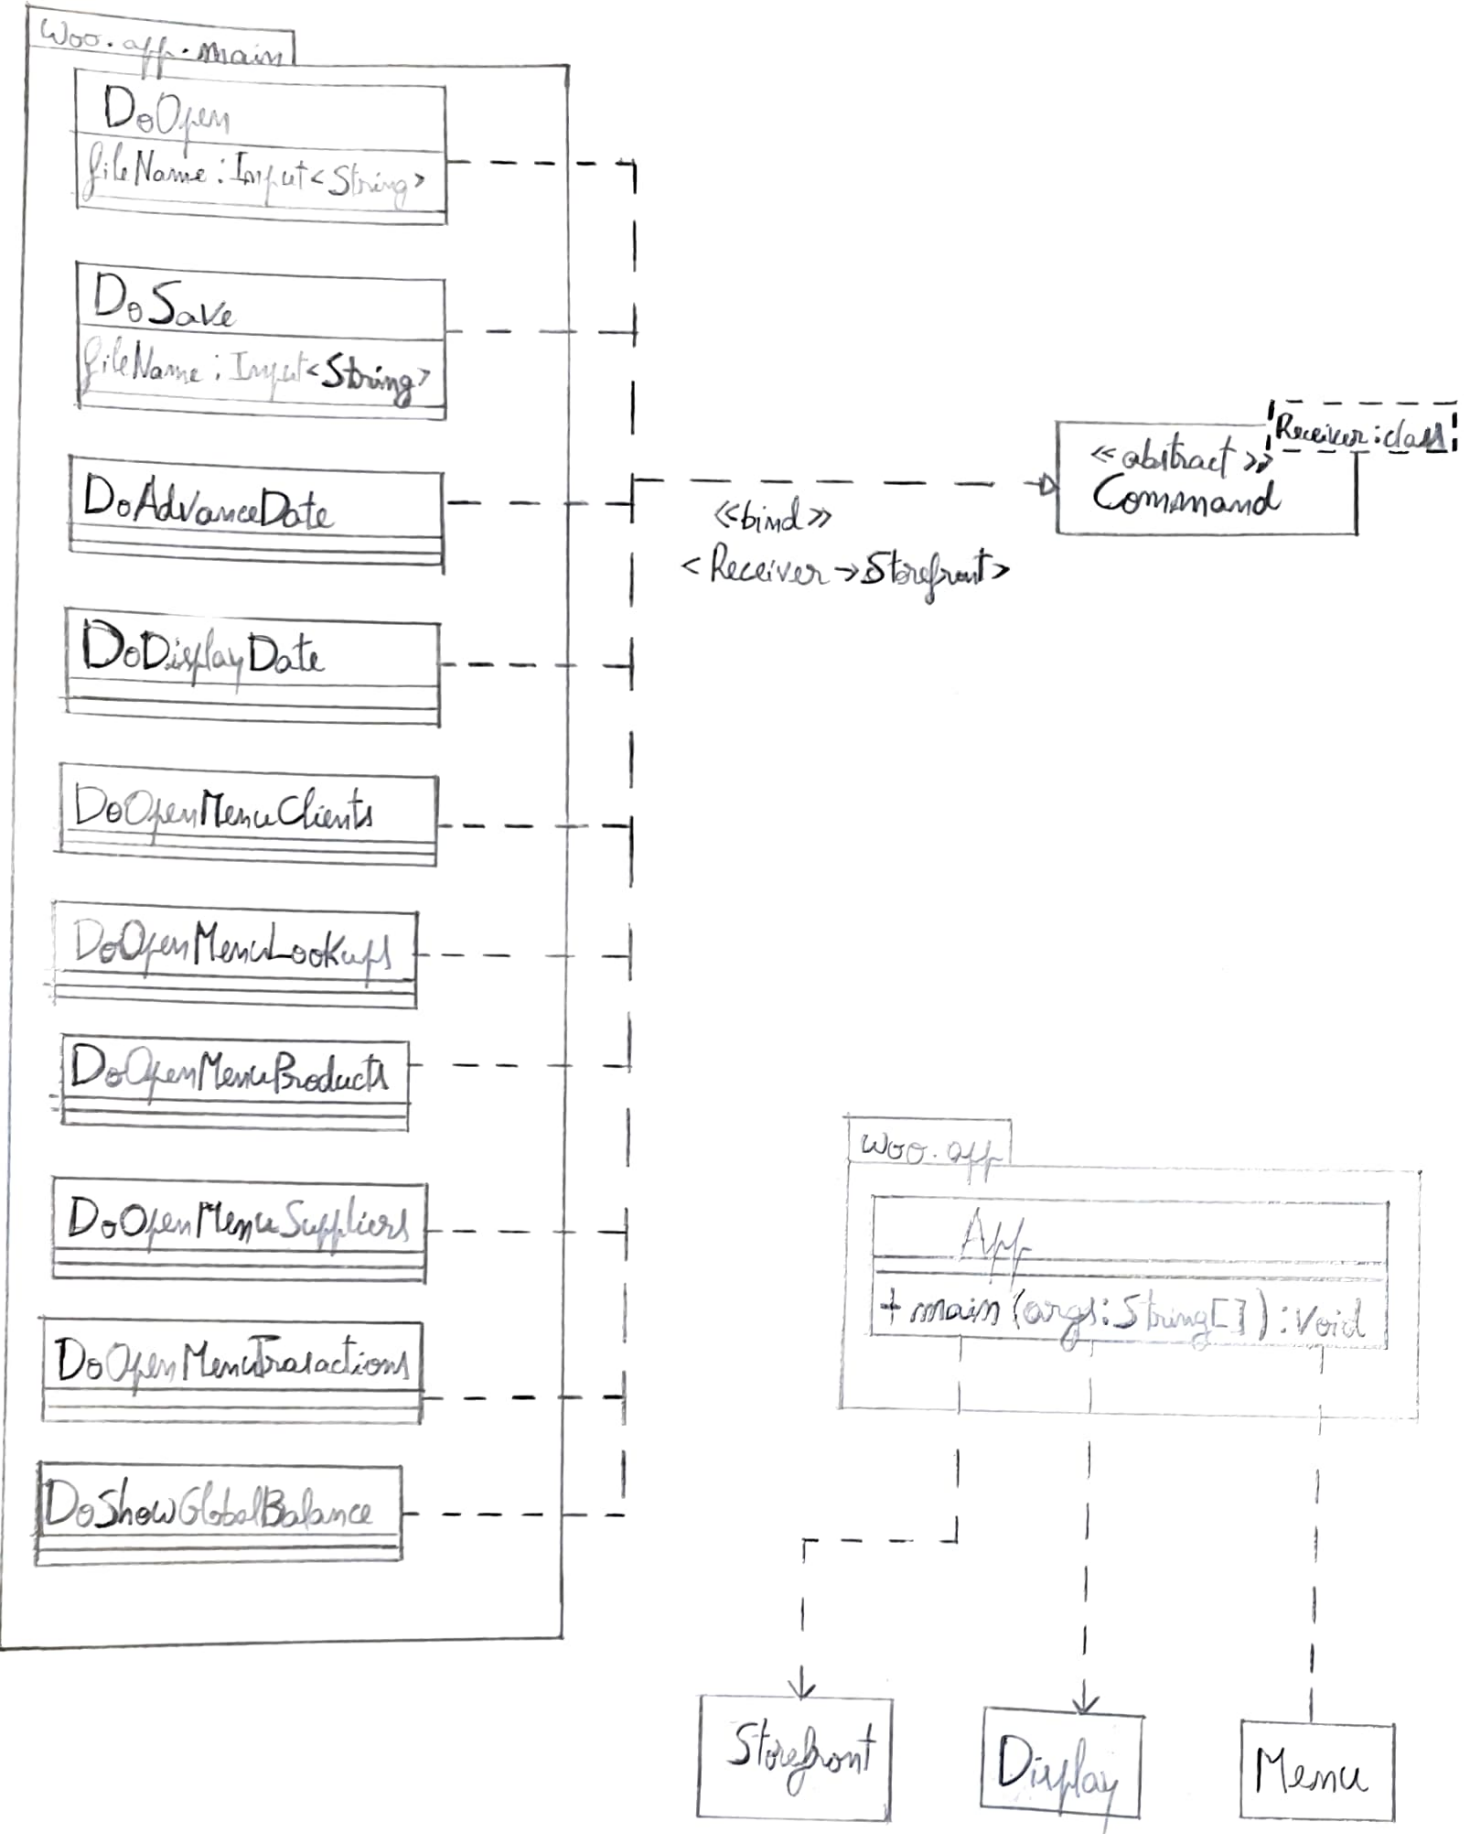 woo.app.main
DoOpen
fileName:Input<String>
DoSave
fileName:Input<String>
DoAdvanceDate
DoDisplayDate
DoOpenMenuClients
DoOpenMenuLookups
DoOpenMenuProducts
DoOpenMenuSuppliers
DoOpenMenuTrasactions
DoShowGlobalBalance
Receiver:class
<<abstract>>
Command
<<bind>>
<Receiver->Storefront>
woo.app
App
+main(args:String[]):void
Storefront
Display
Menu